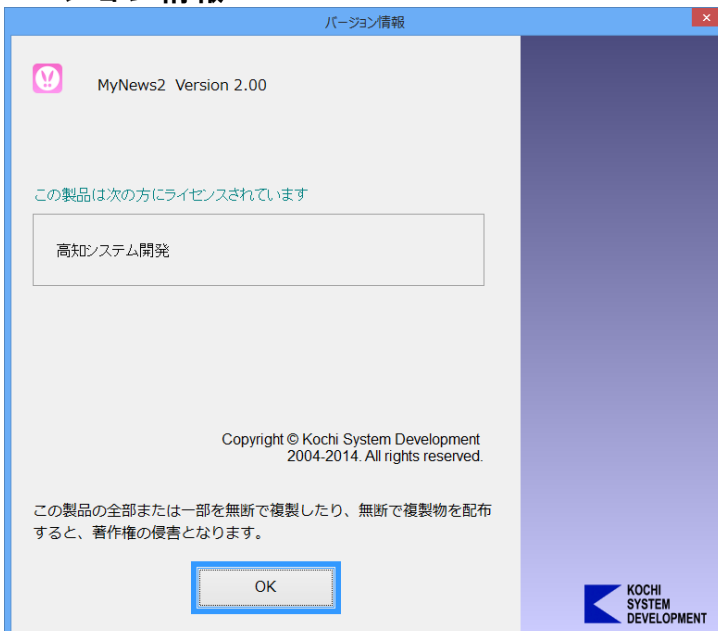 バージョン情報
MyNews2 Version 2.00
この製品は次の方にライセンスされています
高知システム開発
Copyright © Kochi System Development
2004-2014. All rights reserved.
この製品の全部または一部を無断で複製したり、無断で複製物を配布
すると、著作権の侵害となります。
OK
KOCHI
SYSTEM
DEVELOPMENT